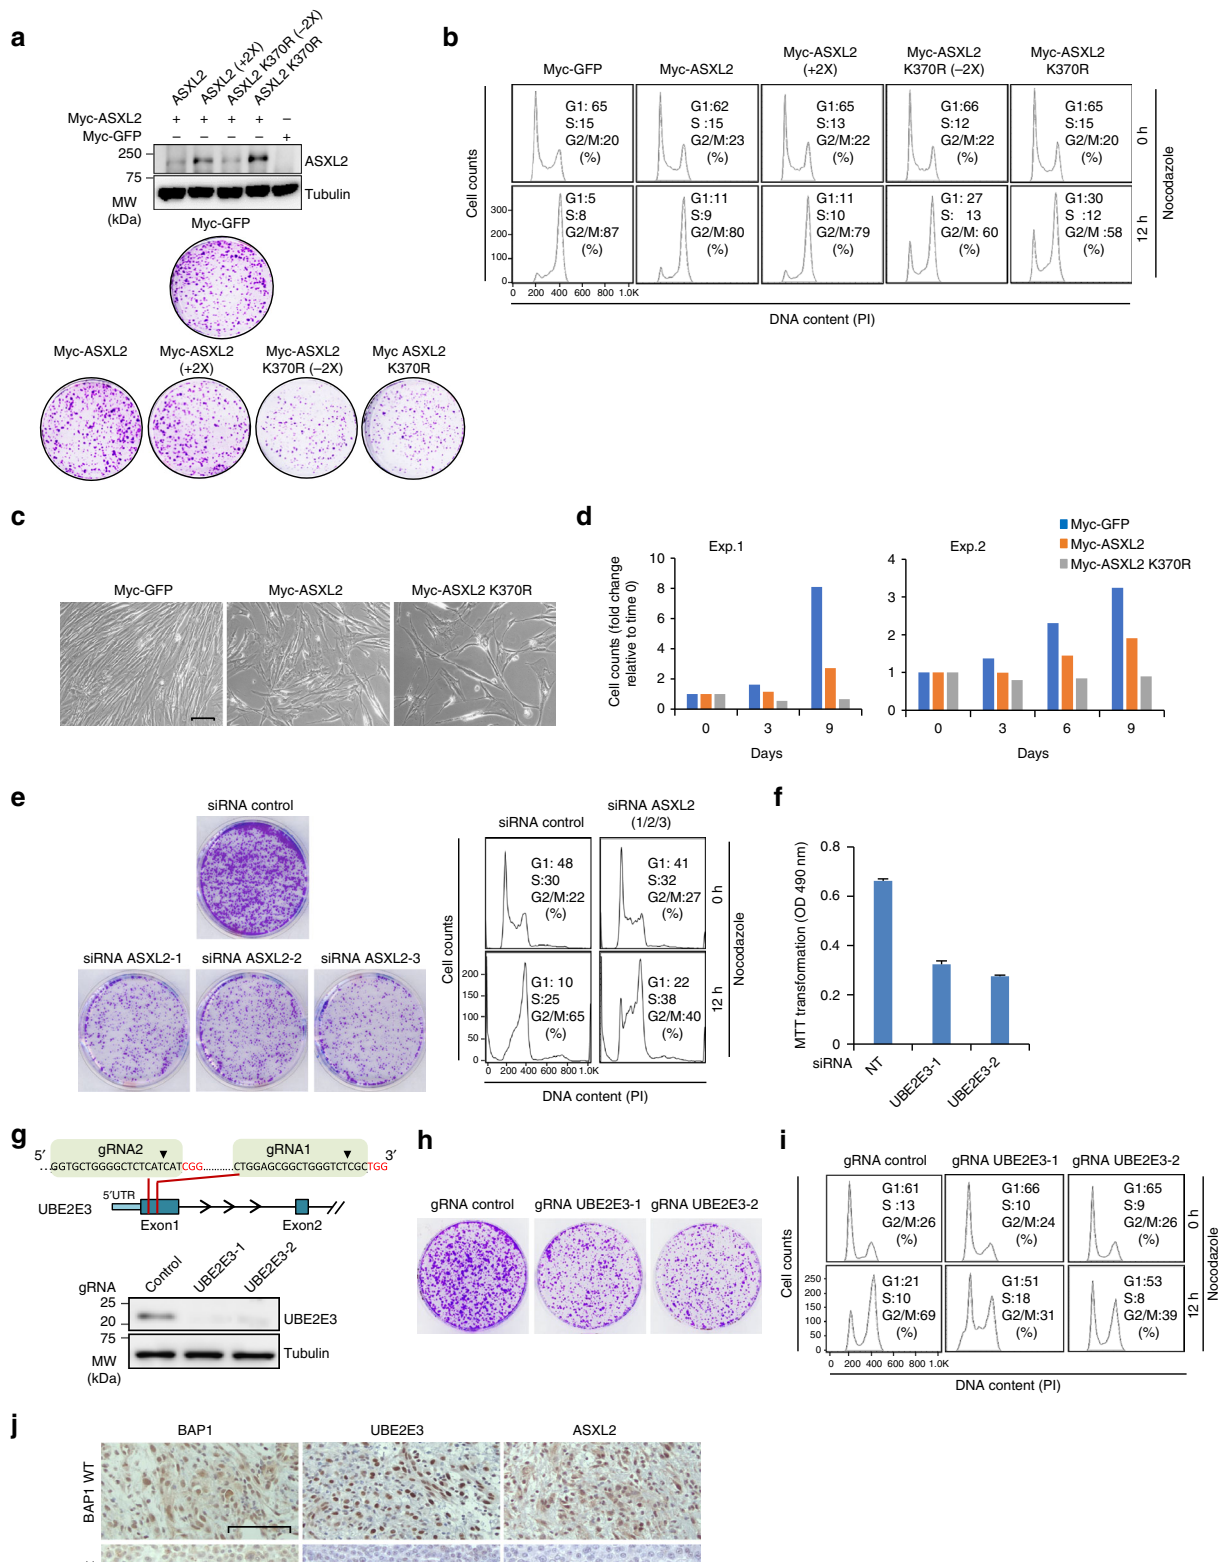 a
ASXL2
ASXL2 (+2X)
ASXL2 K370R (–2X)
ASXL2 K370R
Myc-ASXL2 + + + + –
Myc-GFP – – – – +
250
ASXL2
75
Tubulin
MW
(kDa)
Myc-GFP
Myc-ASXL2
Myc-ASXL2
(+2X)
Myc-ASXL2
K370R (–2X)
Myc ASXL2
K370R
b
Myc-GFP
Myc-ASXL2
Myc-ASXL2
(+2X)
Myc-ASXL2
K370R (–2X)
Myc-ASXL2
K370R
Cell counts
G1: 65
S:15
G2/M:20
(%)
G1:62
S :15
G2/M:23
(%)
G1:65
S:13
G2/M:22
(%)
G1:66
S:12
G2/M:22
(%)
G1:65
S:15
G2/M:20
(%)
0 h
300
200
100
0
G1:5
S:8
G2/M:87
(%)
G1:11
S:9
G2/M:80
(%)
G1:11
S:10
G2/M:79
(%)
G1: 27
S: 13
G2/M: 60
(%)
G1:30
S :12
G2/M :58
(%)
12 h
Nocodazole
0 200 400 600 800 1.0K
DNA content (PI)
c
Myc-GFP
Myc-ASXL2
Myc-ASXL2 K370R
d
Myc-GFP
Myc-ASXL2
Myc-ASXL2 K370R
Exp.1
Cell counts (fold change
relative to time 0)
10
8
6
4
2
0
0 3 9
Days
Exp.2
4
3
2
1
0
0 3 6 9
Days
e
siRNA control
siRNA ASXL2-1
siRNA ASXL2-2
siRNA ASXL2-3
siRNA control
siRNA ASXL2
(1/2/3)
Cell counts
G1: 48
S:30
G2/M:22
(%)
G1: 41
S:32
G2/M:27
(%)
0 h
200
150
100
50
0
G1: 10
S:25
G2/M:65
(%)
G1: 22
S:38
G2/M:40
(%)
12 h
Nocodazole
0 200 400 600 800 1.0K
DNA content (PI)
f
MTT transformation (OD 490 nm)
0.8
0.6
0.4
0.2
0
siRNA
NT
UBE2E3-1
UBE2E3-2
g
gRNA2
gRNA1
5′
3′
...GGTGCTGGGGCTCTCATCATCGG..........CTGGAGCGGCTGGGTCTCGCTGG
5′UTR
UBE2E3
Exon1
Exon2
gRNA
Control
UBE2E3-1
UBE2E3-2
25
20
UBE2E3
75
Tubulin
MW
(kDa)
h
gRNA control
gRNA UBE2E3-1
gRNA UBE2E3-2
i
gRNA control
gRNA UBE2E3-1
gRNA UBE2E3-2
Cell counts
G1:61
S :13
G2/M:26
(%)
G1:66
S:10
G2/M:24
(%)
G1:65
S:9
G2/M:26
(%)
0 h
250
200
150
100
50
0
G1:21
S:10
G2/M:69
(%)
G1:51
S:18
G2/M:31
(%)
G1:53
S:8
G2/M:39
(%)
12 h
Nocodazole
0 200 400 600 800 1.0K
DNA content (PI)
j
BAP1
UBE2E3
ASXL2
BAP1 WT